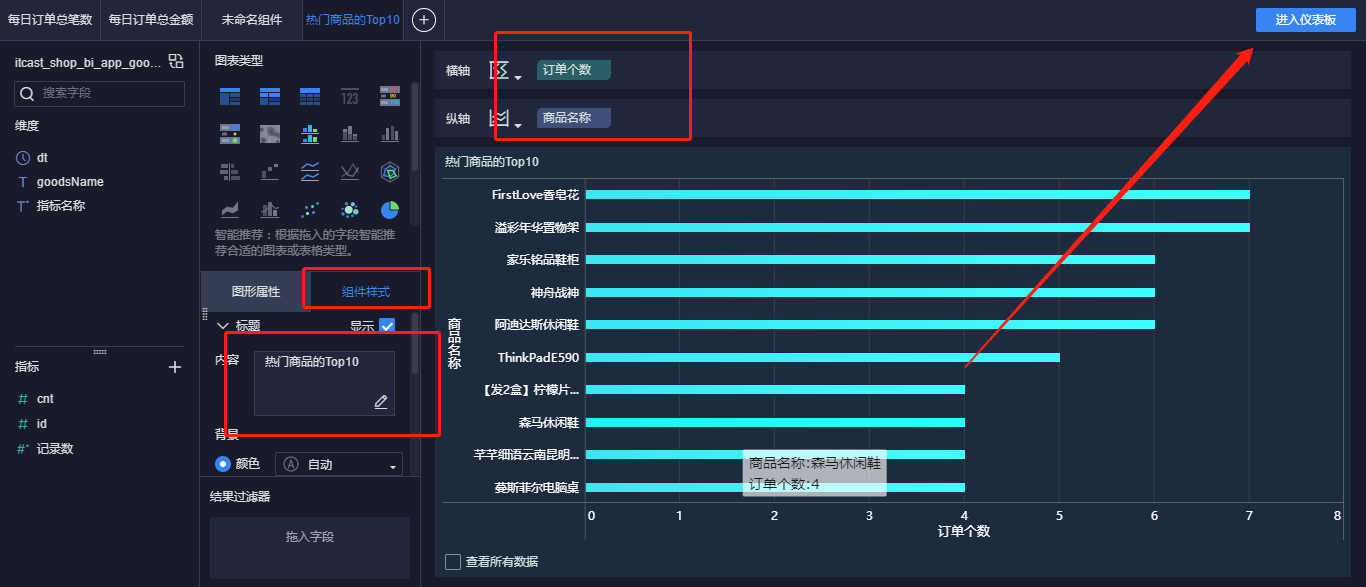 每日订单总笔数
每日订单总金额
未命名组件
热门商品的Top10
进入仪表板
itcast_shop_bi_app_goo...
搜索字段
维度
dt
T goodsName
T* 指标名称
指标
# cnt
# id
#* 记录数
图表类型
123
智能推荐：根据拖入的字段智能推
荐合适的图表或表格类型。
图形属性
组件样式
标题
显示
内容
热门商品的Top10
背景
颜色
A 自动
结果过滤器
拖入字段
横轴
订单个数
纵轴
商品名称
热门商品的Top10
商品名称
FirstLove香皂花
溢彩年华置物架
家乐铭品鞋柜
神舟战神
阿迪达斯休闲鞋
ThinkPadE590
【发2盒】柠檬片...
森马休闲鞋
芊芊细语云南昆明...
蔓斯菲尔电脑桌
商品名称:森马休闲鞋
订单个数:4
0 1 2 3 4 5 6 7 8
订单个数
查看所有数据